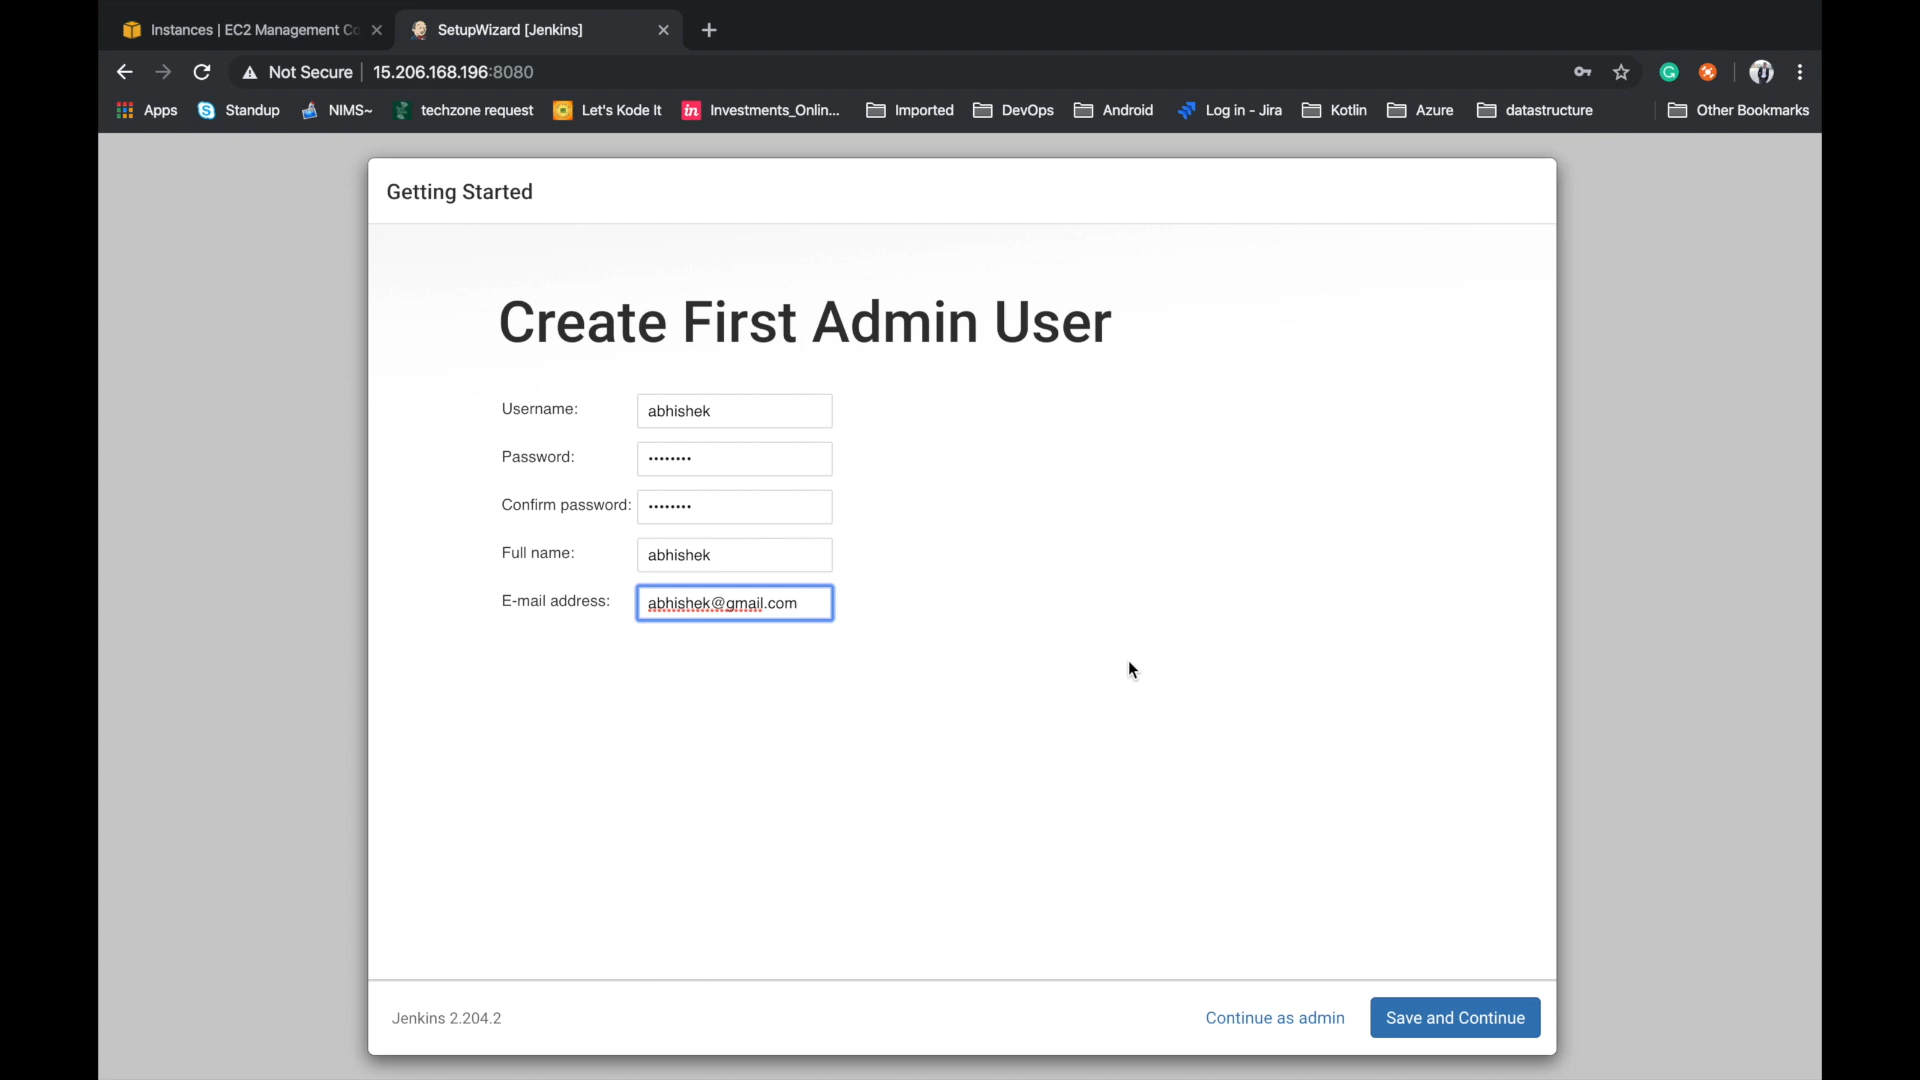 Instances | EC2 Management Co
SetupWizard [Jenkins]
Not Secure
15.206.168.196:8080
Apps
Standup
NIMS~
techzone request
Let's Kode It
in
Investments_Onlin...
Imported
DevOps
Android
Log in - Jira
Kotlin
Azure
datastructure
Other Bookmarks
Getting Started
Create First Admin User
Username: abhishek
Password: ••••••••
Confirm password: ••••••••
Full name: abhishek
E-mail address: abhishek@gmail.com
Jenkins 2.204.2
Continue as admin
Save and Continue